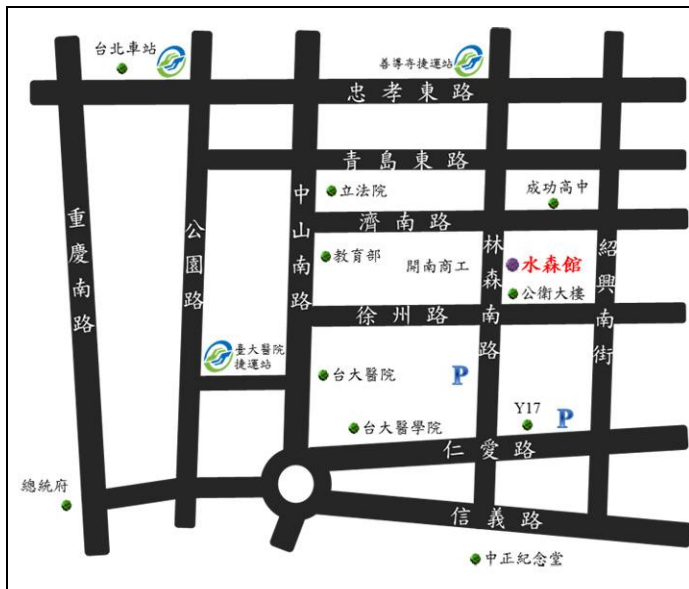 台北車站
善導寺捷運站
忠孝東路
青島東路
立法院
成功高中
中山南路
濟南路
重慶南路
公園路
教育部
開南商工
林森南路
水森館
紹興南街
公衛大樓
徐州路
臺大醫院
捷運站
台大醫院
P
Y17
P
台大醫學院
仁愛路
總統府
信義路
中正紀念堂